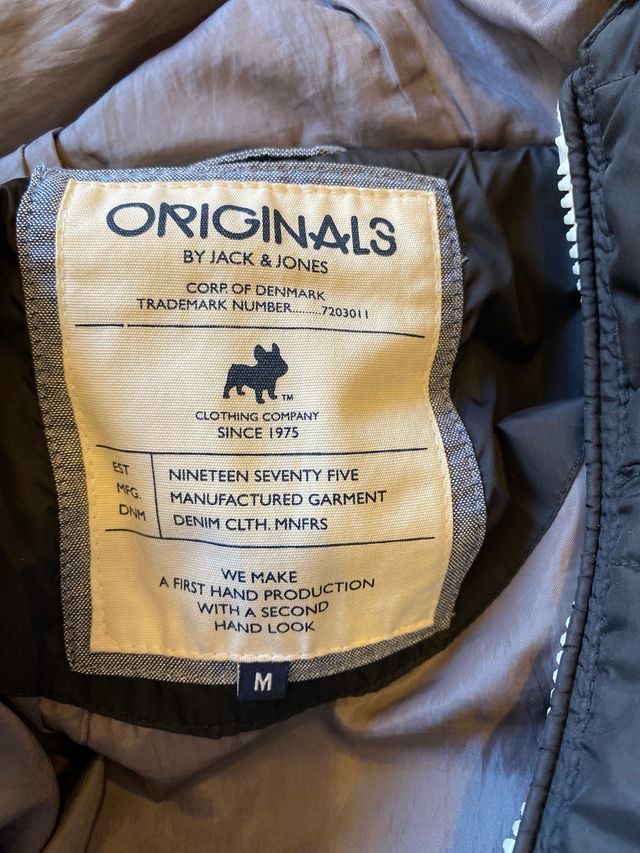 ORIGINALS
BY JACK & JONES
CORP. OF DENMARK
TRADEMARK NUMBER.........7203011
TM
CLOTHING COMPANY
SINCE 1975
EST NINETEEN SEVENTY FIVE
MFG. MANUFACTURED GARMENT
DNM DENIM CLTH. MNFRS
WE MAKE
A FIRST HAND PRODUCTION
WITH A SECOND
HAND LOOK
M